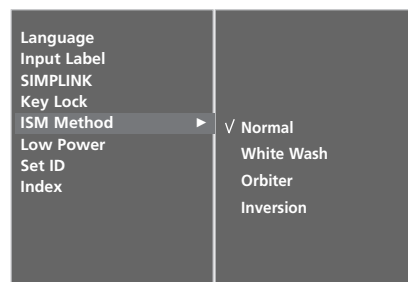 Language
Input Label
SIMPLINK
Key Lock
ISM Method ►
Low Power
Set ID
Index
√ Normal
White Wash
Orbiter
Inversion